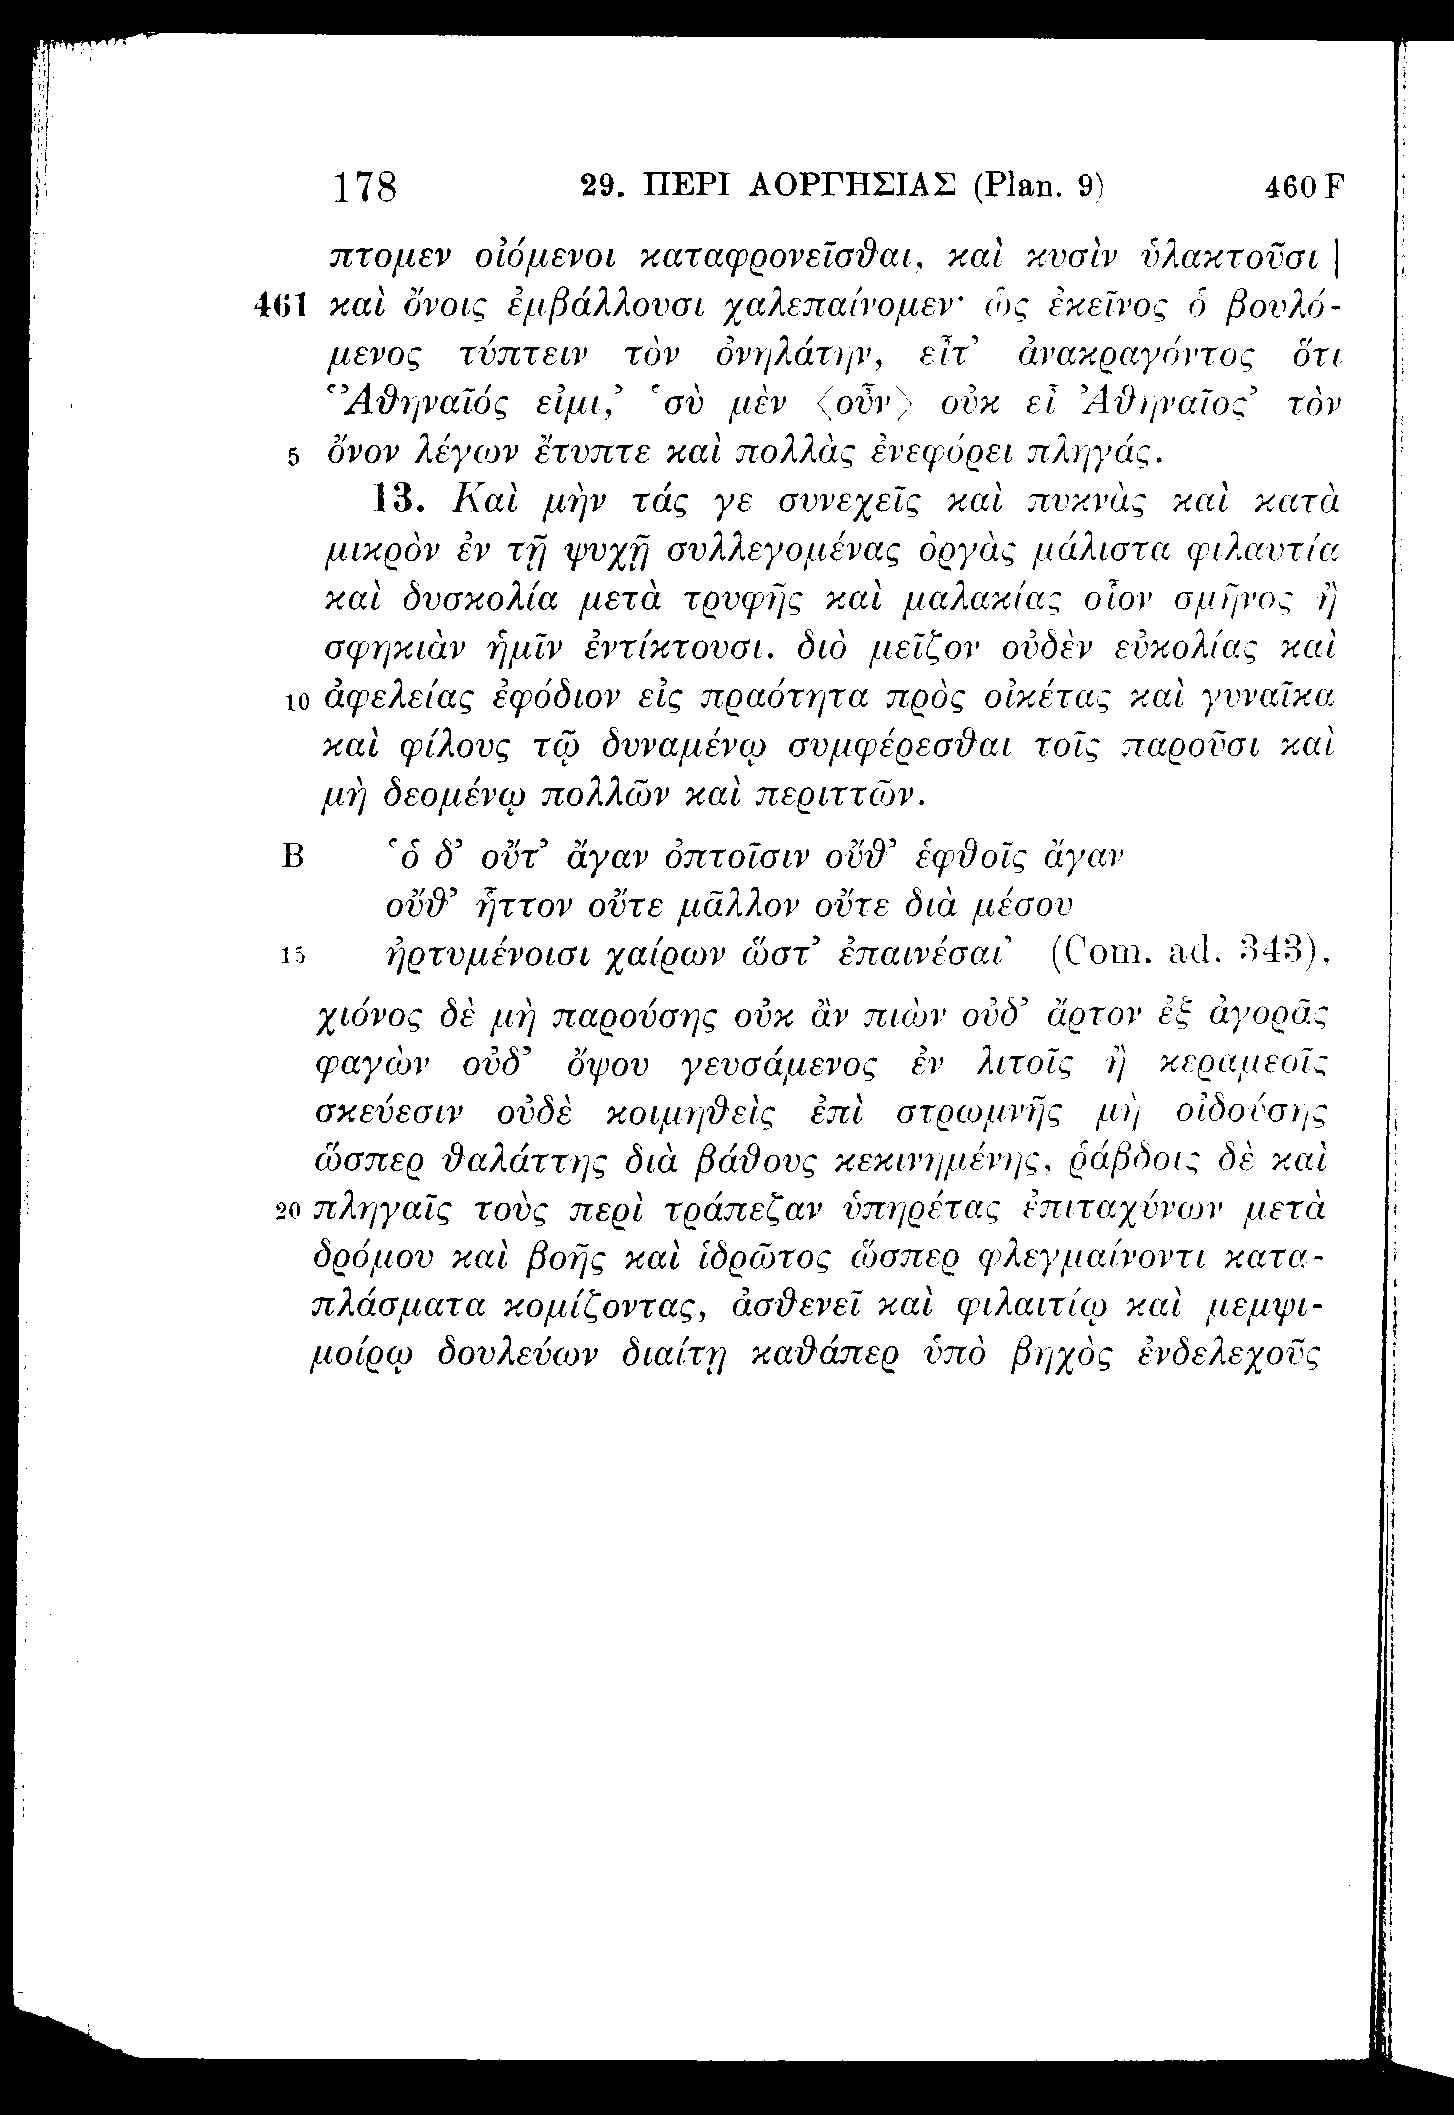 178 29. ΠΕΡΙ ΑΟΡΓΗΣΙΑΣ (Plan. 9) 460 F
πτομεν οἰόμενοι καταφρονεῖσθαι, καὶ κυσὶν ὑλακτοῦσι |
461 καὶ ὄνοις ἐμβάλλουσι χαλεπαίνομεν· ὡς ἐκεῖνος ὁ βουλό-
μενος τύπτειν τὸν ὀνηλάτην, εἶτ’ ἀνακραγόντος ὅτι
‘’Αθηναῖός εἰμι,’ ‘σὺ μὲν 〈οὖν〉 οὐκ εἶ ’Αθηναῖος’ τὸν
5 ὄνον λέγων ἔτυπτε καὶ πολλὰς ἐνεφόρει πληγάς.
13. Καὶ μὴν τάς γε συνεχεῖς καὶ πυκνὰς καὶ κατὰ
μικρὸν ἐν τῇ ψυχῇ συλλεγομένας ὀργὰς μάλιστα φιλαυτία
καὶ δυσκολία μετὰ τρυφῆς καὶ μαλακίας οἷον σμῆνος ἢ
σφηκιὰν ἡμῖν ἐντίκτουσι. διὸ μεῖζον οὐδὲν εὐκολίας καὶ
10 ἀφελείας ἐφόδιον εἰς πραότητα πρὸς οἰκέτας καὶ γυναῖκα
καὶ φίλους τῷ δυναμένῳ συμφέρεσθαι τοῖς παροῦσι καὶ
μὴ δεομένῳ πολλῶν καὶ περιττῶν.
B ‘ὁ δ’ οὔτ’ ἄγαν ὀπτοῖσιν οὔθ’ ἑφθοῖς ἄγαν
οὔθ’ ἧττον οὔτε μᾶλλον οὔτε διὰ μέσου
15 ἠρτυμένοισι χαίρων ὥστ’ ἐπαινέσαι’ (Com. ad. 343),
χιόνος δὲ μὴ παρούσης οὐκ ἂν πιὼν οὐδ’ ἄρτον ἐξ ἀγορᾶς
φαγὼν οὐδ’ ὄψου γευσάμενος ἐν λιτοῖς ἢ κεραμεοῖς
σκεύεσιν οὐδὲ κοιμηθεὶς ἐπὶ στρωμνῆς μὴ οἰδούσης
ὥσπερ θαλάττης διὰ βάθους κεκινημένης, ῥάβδοις δὲ καὶ
20 πληγαῖς τοὺς περὶ τράπεζαν ὑπηρέτας ἐπιταχύνων μετὰ
δρόμου καὶ βοῆς καὶ ἱδρῶτος ὥσπερ φλεγμαίνοντι κατα-
πλάσματα κομίζοντας, ἀσθενεῖ καὶ φιλαιτίῳ καὶ μεμψι-
μοίρῳ δουλεύων διαίτῃ καθάπερ ὑπὸ βηχὸς ἐνδελεχοῦς